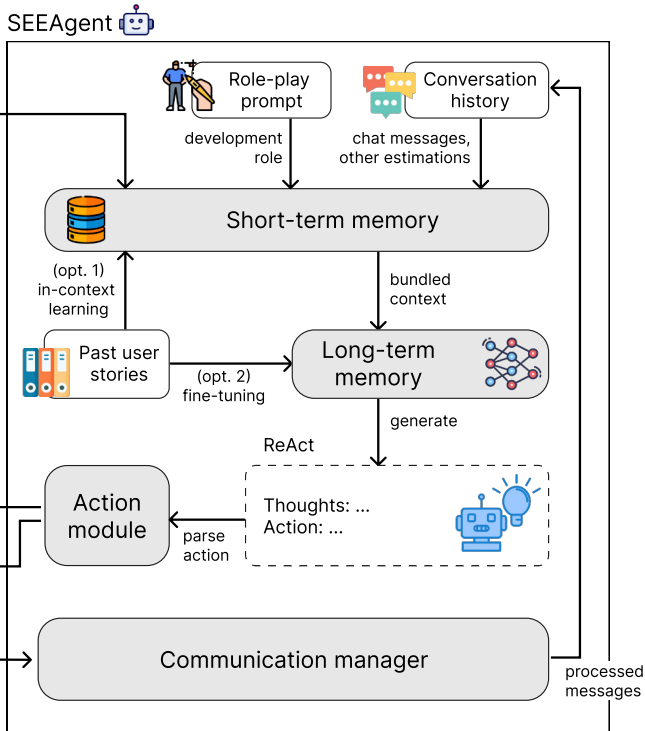 SEEAgent
Role-play
prompt
Conversation
history
development
role
chat messages,
other estimations
Short-term memory
(opt. 1)
in-context
learning
bundled
context
Past user
stories
(opt. 2)
fine-tuning
Long-term
memory
generate
ReAct
Action
module
parse
action
Thoughts: ...
Action: ...
Communication manager
processed
messages